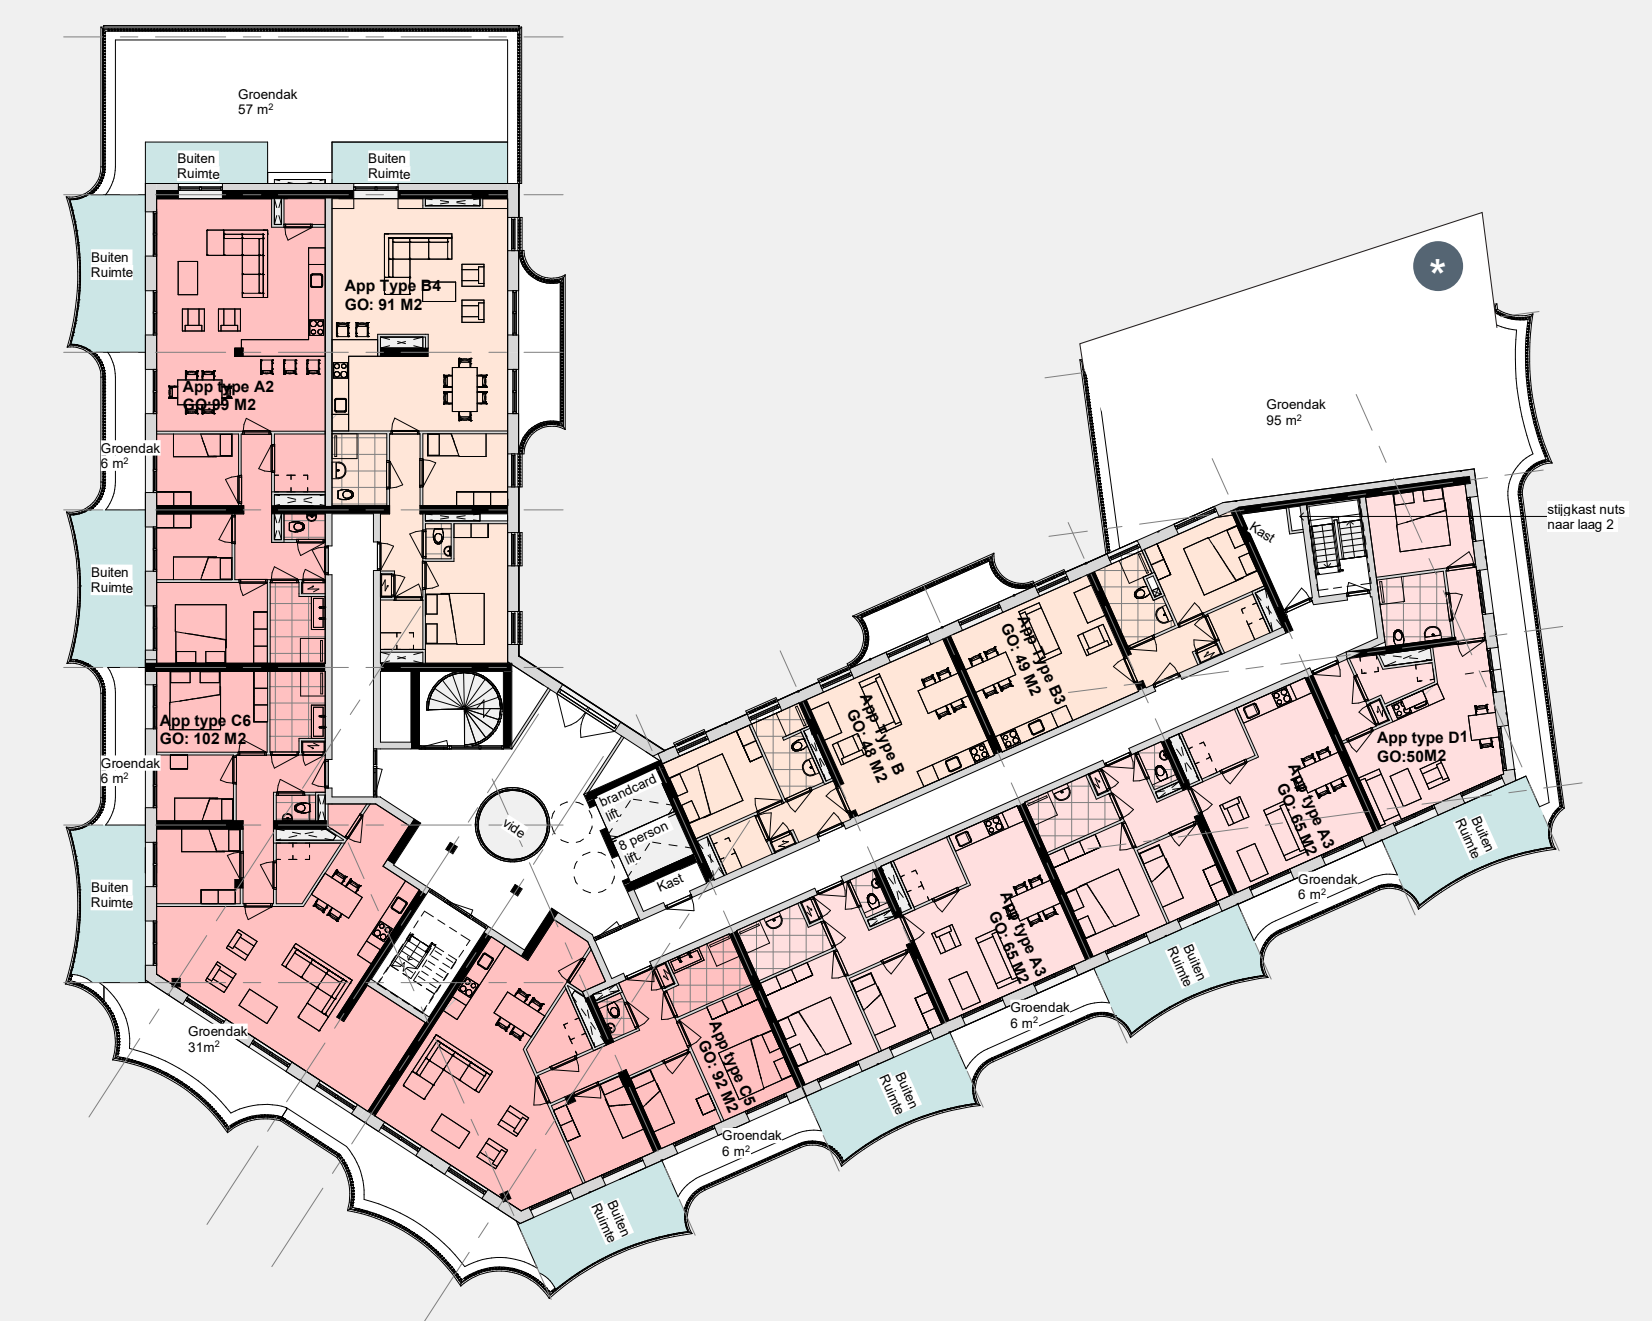 Groendak
57 m²
Buiten
Ruimte
Buiten
Ruimte
Buiten
Ruimte
App Type B4
GO: 91 M2
*
App type A2
GO:99 M2
Groendak
95 m²
Groendak
6 m²
stijgkast nuts
naar laag 2
Kast
Buiten
Ruimte
App Type B3
GO: 49 M2
App type C6
GO: 102 M2
App Type B
GO: 48 M2
App type D1
GO:50M2
Groendak
6 m²
brandcard
lift.
vide
8 person
lift.
App type A3
GO: 65 M2
Buiten
Ruimte
Kast
Buiten
Ruimte
Groendak
6 m²
App type A3
GO: 65 M2
Buiten
Ruimte
Groendak
6 m²
Groendak
31m²
App type C5
GO: 92 M2
Buiten
Ruimte
Groendak
6 m²
Buiten
Ruimte